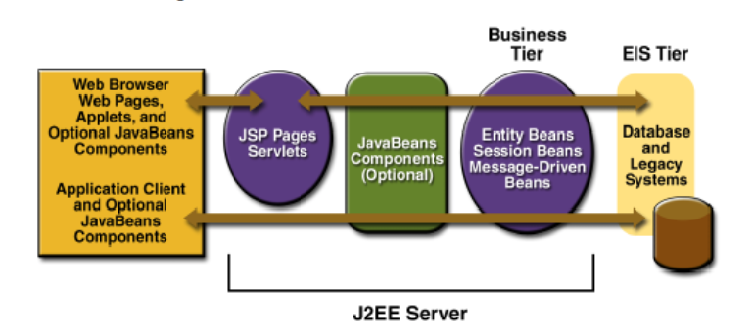 Business
Tier
EIS Tier
Web Browser
Web Pages,
Applets, and
Optional JavaBeans
Components
Application Client
and Optional
JavaBeans
Components
JSP Pages
Servlets
JavaBeans
Components
(Optional)
Entity Beans
Session Beans
Message-Driven
Beans
Database
and
Legacy
Systems
J2EE Server